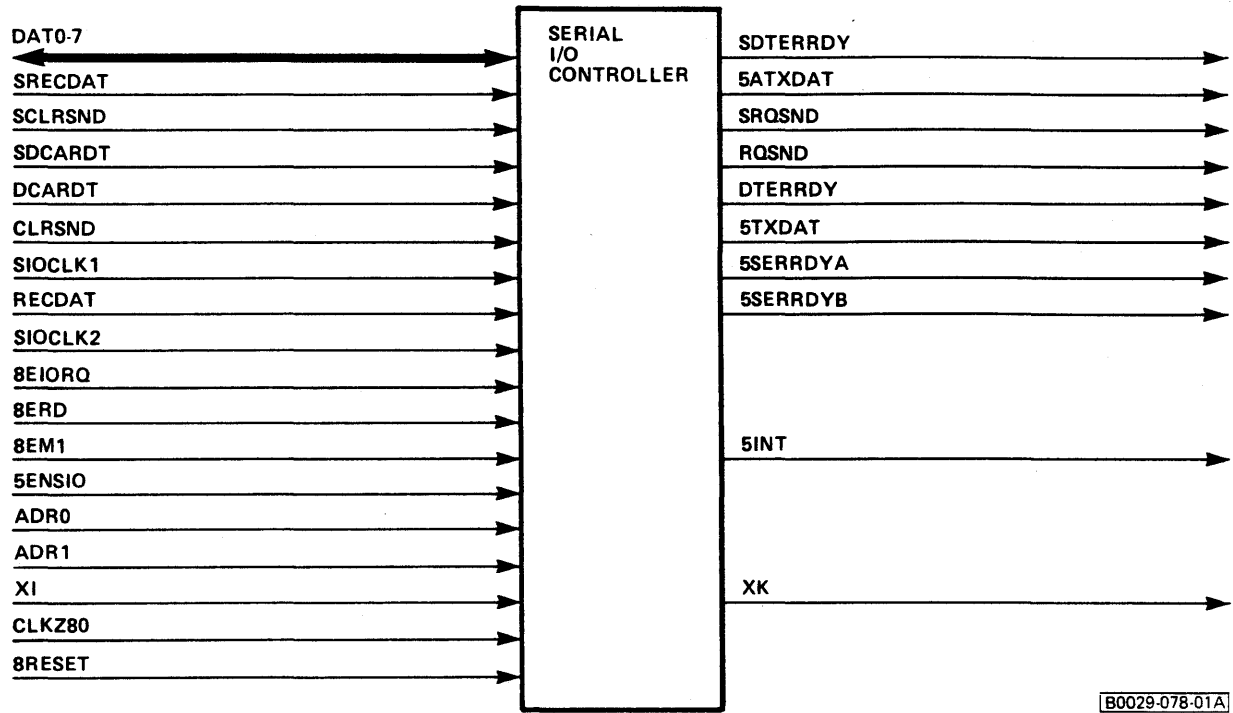 DAT0-7
SRECDAT
SCLRSND
SDCARDT
DCARDT
CLRSND
SIOCLK1
RECDAT
SIOCLK2
8EIORQ
8ERD
8EM1
5ENSIO
ADR0
ADR1
XI
CLKZ80
8RESET
SERIAL
I/O
CONTROLLER
SDTERRDY
5ATXDAT
SRQSND
RQSND
DTERRDY
5TXDAT
5SERRDYA
5SERRDYB
5INT
XK
B0029-078-01A